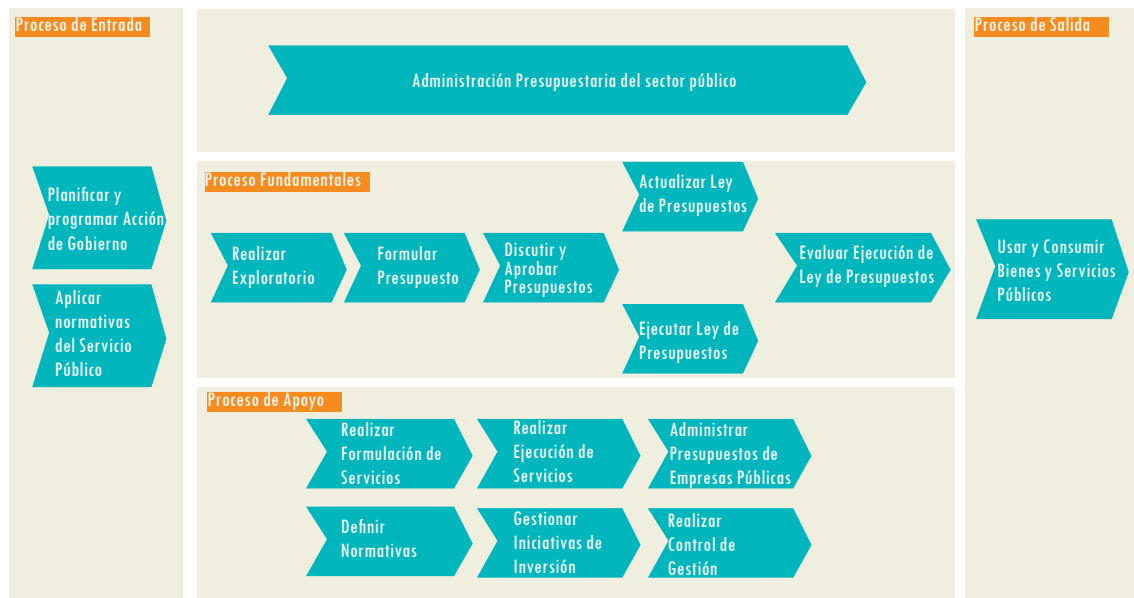 Proceso de Entrada
Planificar y
programar Acción
de Gobierno
Aplicar
normativas
del Servicio
Público
Administración Presupuestaria del sector público
Proceso Fundamentales
Realizar
Exploratorio
Formular
Presupuesto
Discutir y
Aprobar
Presupuestos
Actualizar Ley
de Presupuestos
Ejecutar Ley de
Presupuestos
Evaluar Ejecución de
Ley de Presupuestos
Proceso de Apoyo
Realizar
Formulación de
Servicios
Realizar
Ejecución de
Servicios
Administrar
Presupuestos de
Empresas Públicas
Definir
Normativas
Gestionar
Iniciativas de
Inversión
Realizar
Control de
Gestión
Proceso de Salida
Usar y Consumir
Bienes y Servicios
Públicos